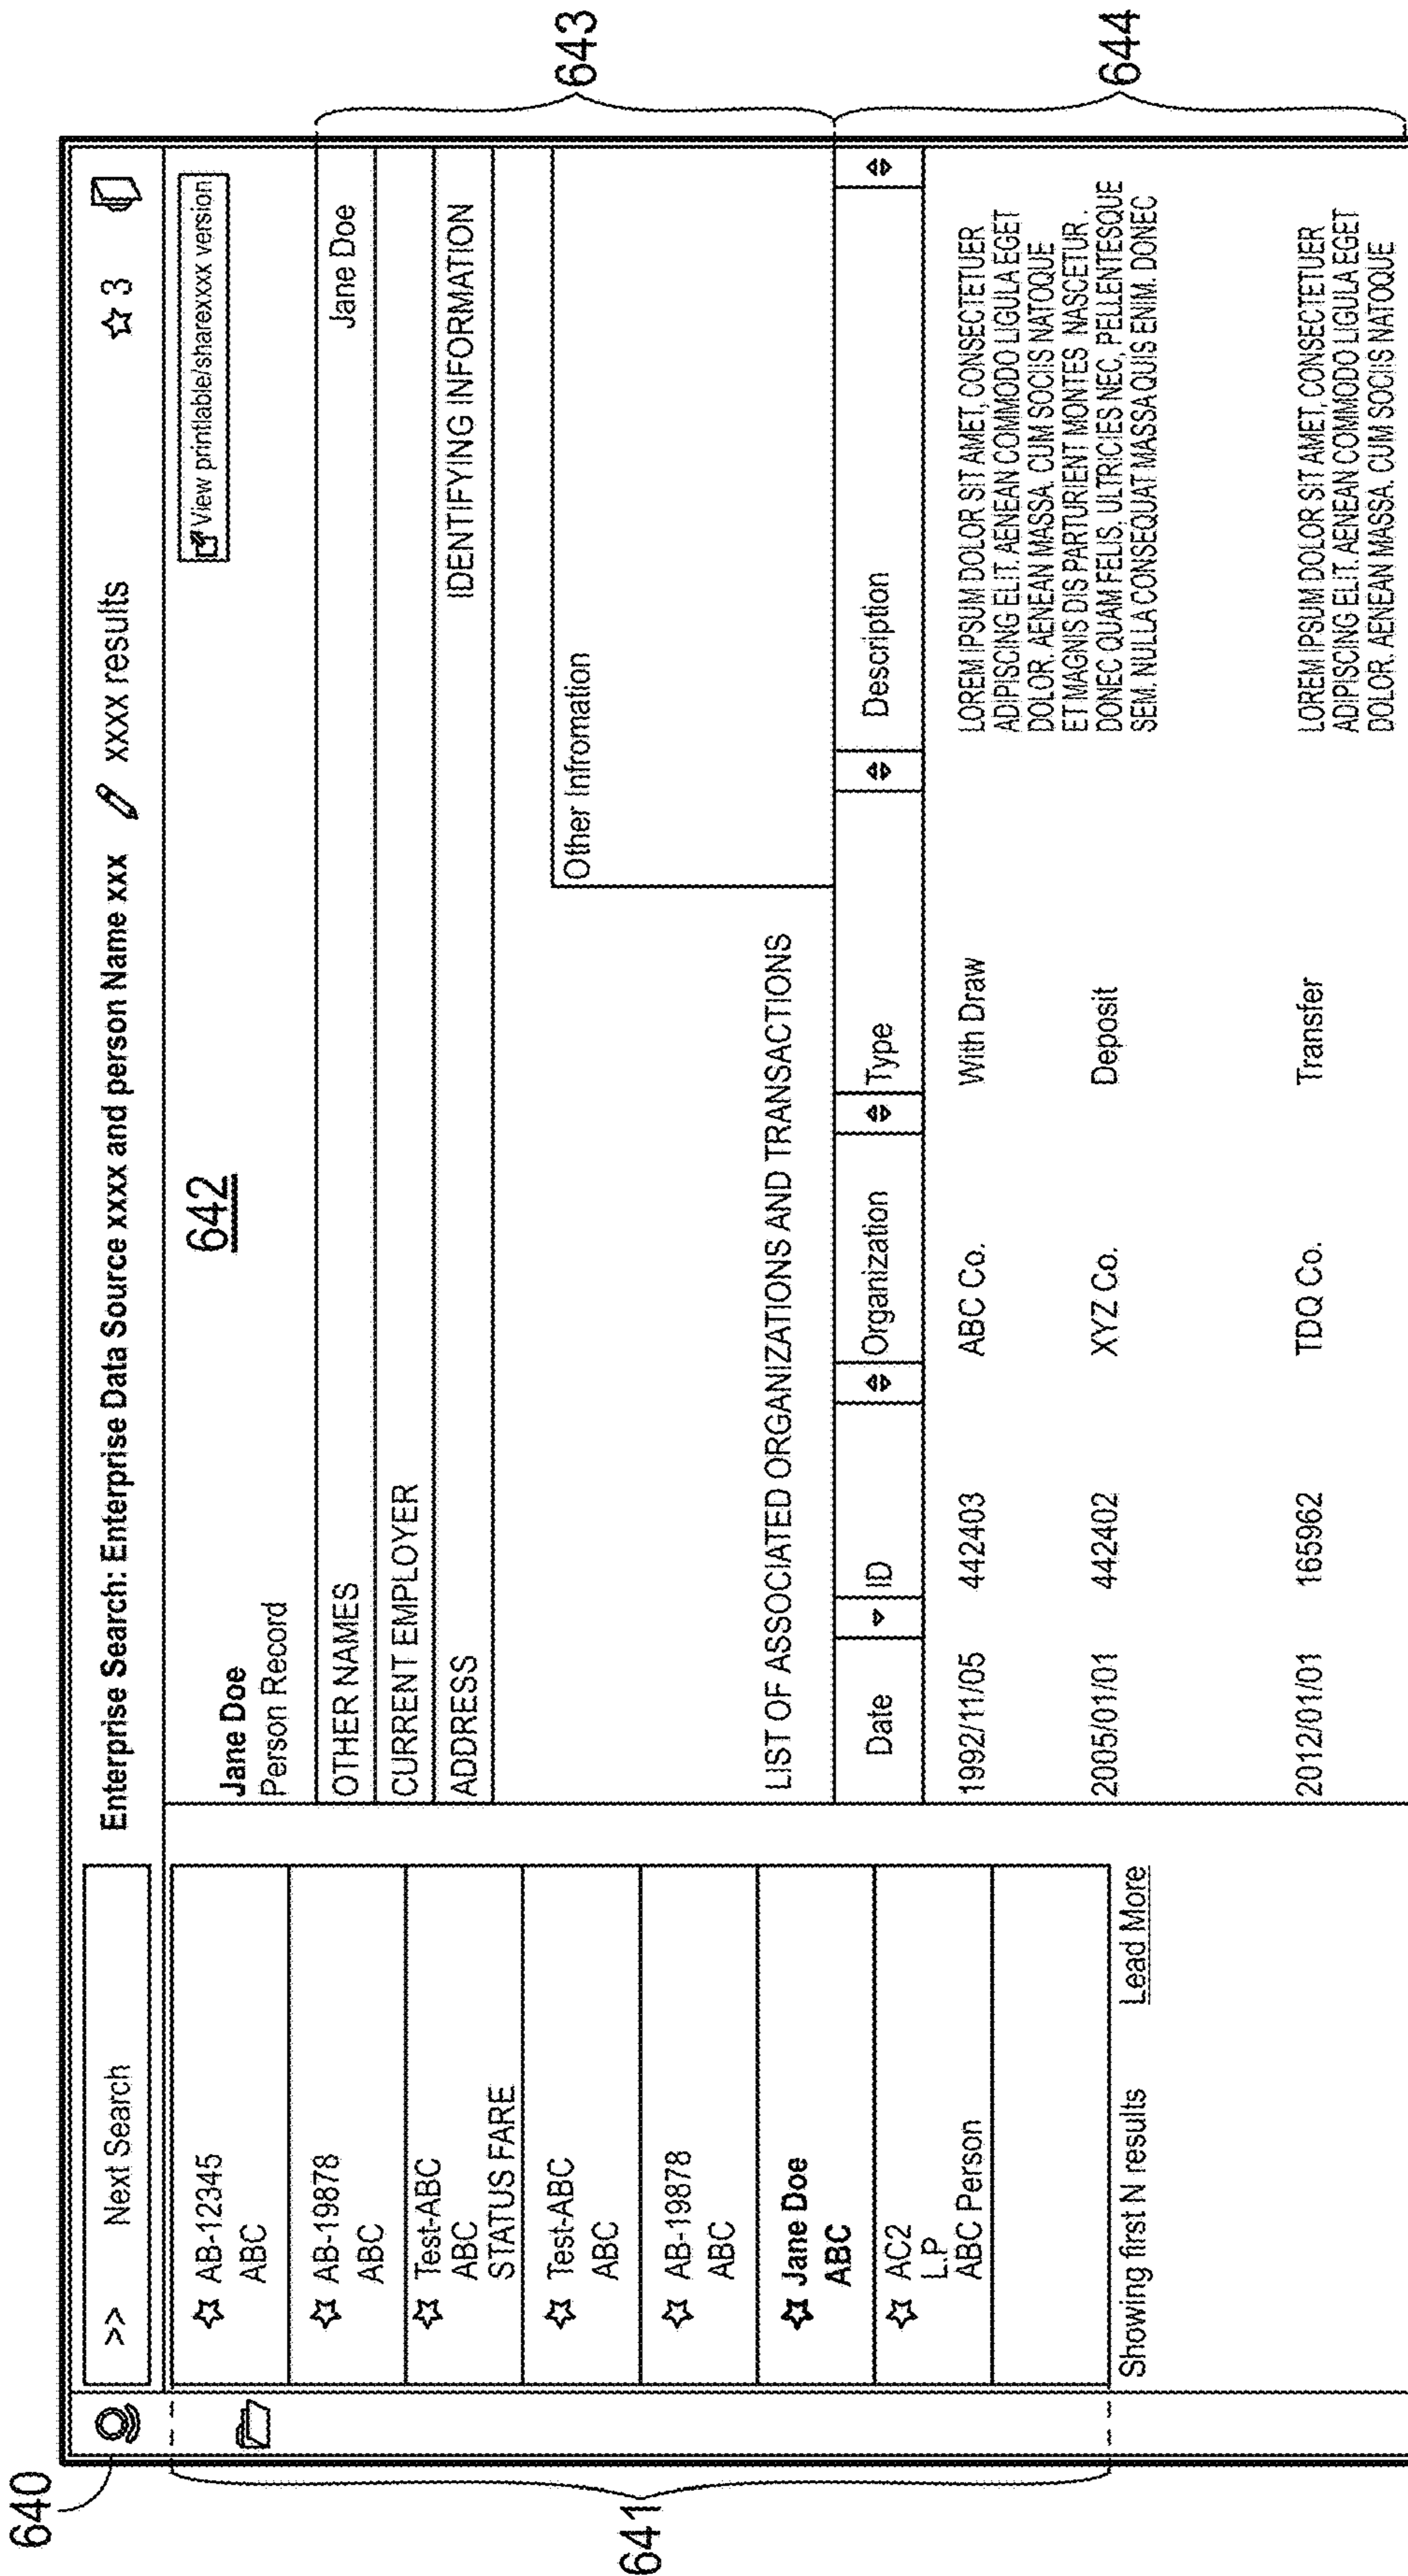 640
>> Next Search
Enterprise Search: Enterprise Data Source xxxx and person Name xxx
xxxx results
3
641
AB-12345
ABC
AB-19878
ABC
Test-ABC
ABC
STATUS FARE
Test-ABC
ABC
AB-19878
ABC
Jane Doe
ABC
AC2
L.P
ABC Person
Showing first N results Lead More
642
View printlable/sharexxxx version
Jane Doe
Person Record
643
OTHER NAMES Jane Doe
CURRENT EMPLOYER
ADDRESS IDENTIFYING INFORMATION
Other Infromation
LIST OF ASSOCIATED ORGANIZATIONS AND TRANSACTIONS
644
Date ID Organization Type Description
1992/11/05 442403 ABC Co. With Draw LOREM IPSUM DOLOR SIT AMET, CONSECTETUER
ADIPISCING ELIT. AENEAN COMMODO LIGULA EGET
DOLOR. AENEAN MASSA. CUM SOCIIS NATOQUE
ET MAGNIS DIS PARTURIENT MONTES NASCETUR .
2005/01/01 442402 XYZ Co. Deposit DONEC QUAM FELIS, ULTRICIES NEC, PELLENTESQUE
SEM. NULLA CONSEQUAT MASSA QUIS ENIM. DONEC
2012/01/01 165962 TDQ Co. Transfer LOREM IPSUM DOLOR SIT AMET, CONSECTETUER
ADIPISCING ELIT. AENEAN COMMODO LIGULA EGET
DOLOR. AENEAN MASSA. CUM SOCIIS NATOQUE